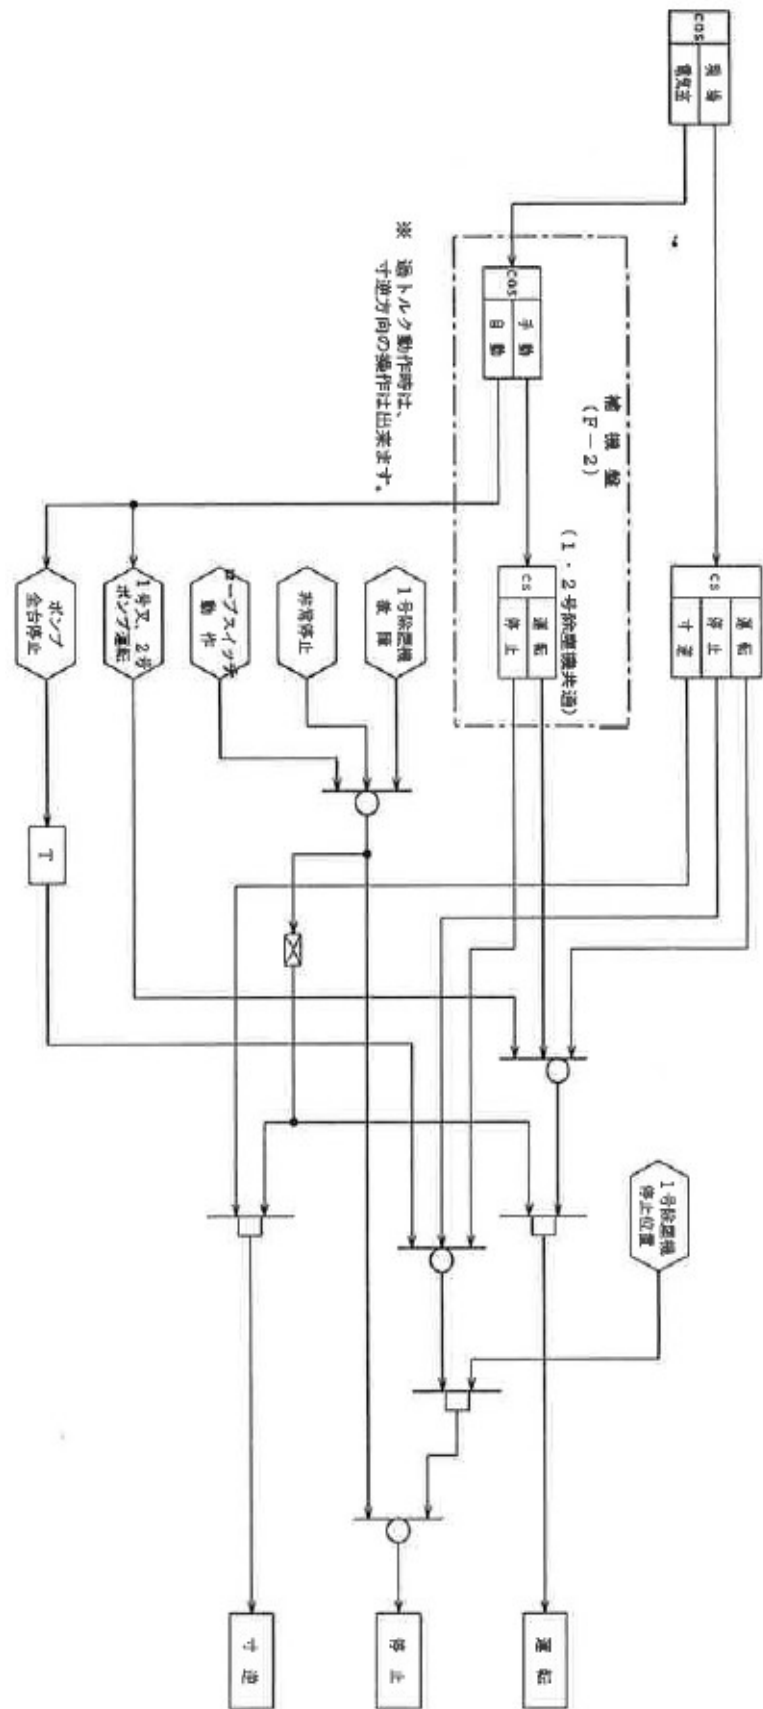 COS
現場
電気室
※ 過トルク動作時は、
寸逆方向の操作は出来ます。
補機盤
(F-2)
(1・2号除塵機共通)
COS
手動
自動
CS
運転
停止
CS
運転
停止
寸逆
1号除塵機
故障
非常停止
ロープスイッチ
動作
1号又、2号
ポンプ運転
ポンプ
全台停止
T
1号除塵機
停止位置
運転
停止
寸逆